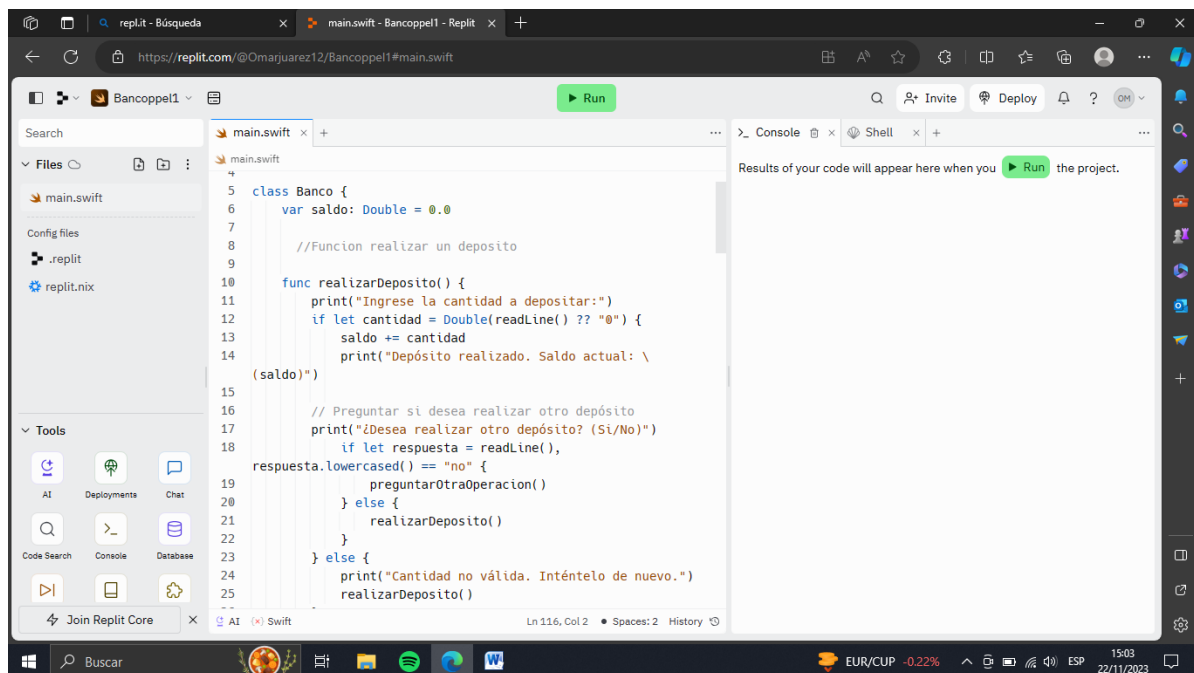 repl.it - Búsqueda
main.swift - Bancoppel1 - Replit
https://replit.com/@Omarjuarez12/Bancoppel1#main.swift
Bancoppel1
Run
Invite
Deploy
OM
Search
Files
main.swift
Config files
.replit
replit.nix
Tools
AI
Deployments
Chat
Code Search
Console
Database
Join Replit Core
main.swift
main.swift
4
5 class Banco {
6 var saldo: Double = 0.0
7
8 //Funcion realizar un deposito
9
10 func realizarDeposito() {
11 print("Ingrese la cantidad a depositar:")
12 if let cantidad = Double(readLine() ?? "0") {
13 saldo += cantidad
14 print("Depósito realizado. Saldo actual: \
(saldo)")
15
16 // Preguntar si desea realizar otro depósito
17 print("¿Desea realizar otro depósito? (Si/No)")
18 if let respuesta = readLine(),
respuesta.lowercased() == "no" {
19 preguntarOtraOperacion()
20 } else {
21 realizarDeposito()
22 }
23 } else {
24 print("Cantidad no válida. Inténtelo de nuevo.")
25 realizarDeposito()
AI Swift Ln 116, Col 2 Spaces: 2 History
Console
Shell
Results of your code will appear here when you Run the project.
Buscar
EUR/CUP -0.22%
ESP
15:03
22/11/2023